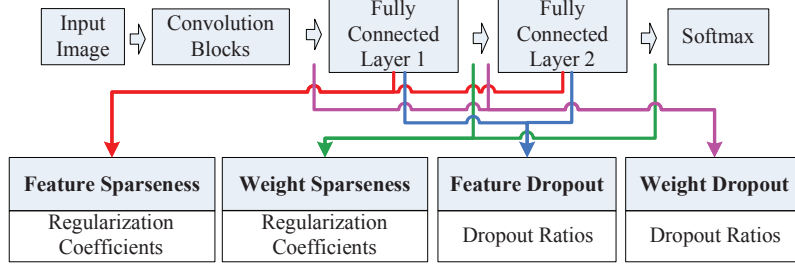 Input
Image
Convolution
Blocks
Fully
Connected
Layer 1
Fully
Connected
Layer 2
Softmax
Feature Sparseness
Regularization
Coefficients
Weight Sparseness
Regularization
Coefficients
Feature Dropout
Dropout Ratios
Weight Dropout
Dropout Ratios